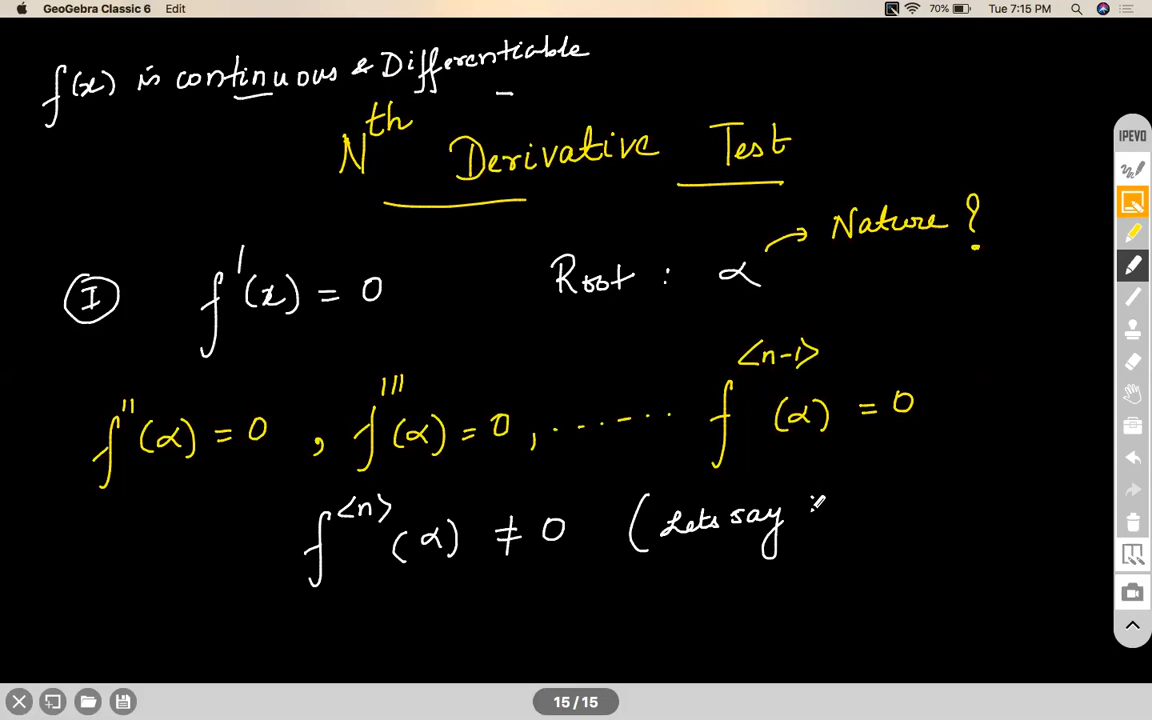 GeoGebra Classic 6 Edit 70% Tue 7:15 PM
f(x) is continuous & Differentiable
Nth Derivative Test
IPEVO
Nature ?
I f'(x) = 0 Root : α
f''(α) = 0 , f'''(α) = 0, ........ f<n-1>(α) = 0
f<n>(α) ≠ 0 (Lets say
15 / 15